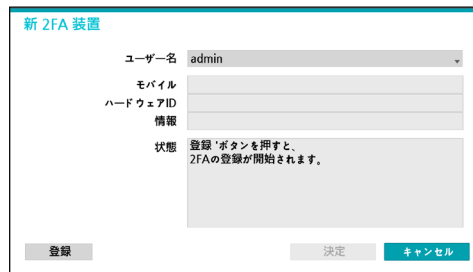 新 2FA 装置
ユーザー名 admin
モバイル
ハードウェアID
情報
状態 登録 'ボタンを押すと、
2FAの登録が開始されます。
登録 決定 キャンセル